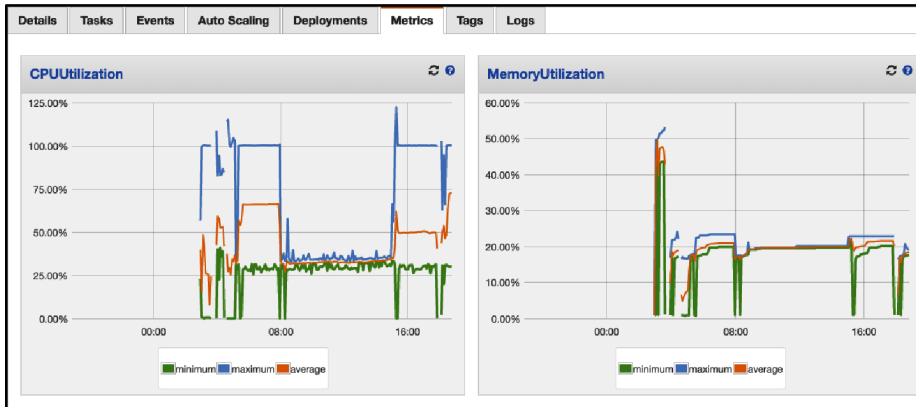 Details Tasks Events Auto Scaling Deployments Metrics Tags Logs
CPUUtilization
125.00%
100.00%
75.00%
50.00%
25.00%
0.00%
00:00 08:00 16:00
minimum maximum average
MemoryUtilization
60.00%
50.00%
40.00%
30.00%
20.00%
10.00%
0.00%
00:00 08:00 16:00
minimum maximum average